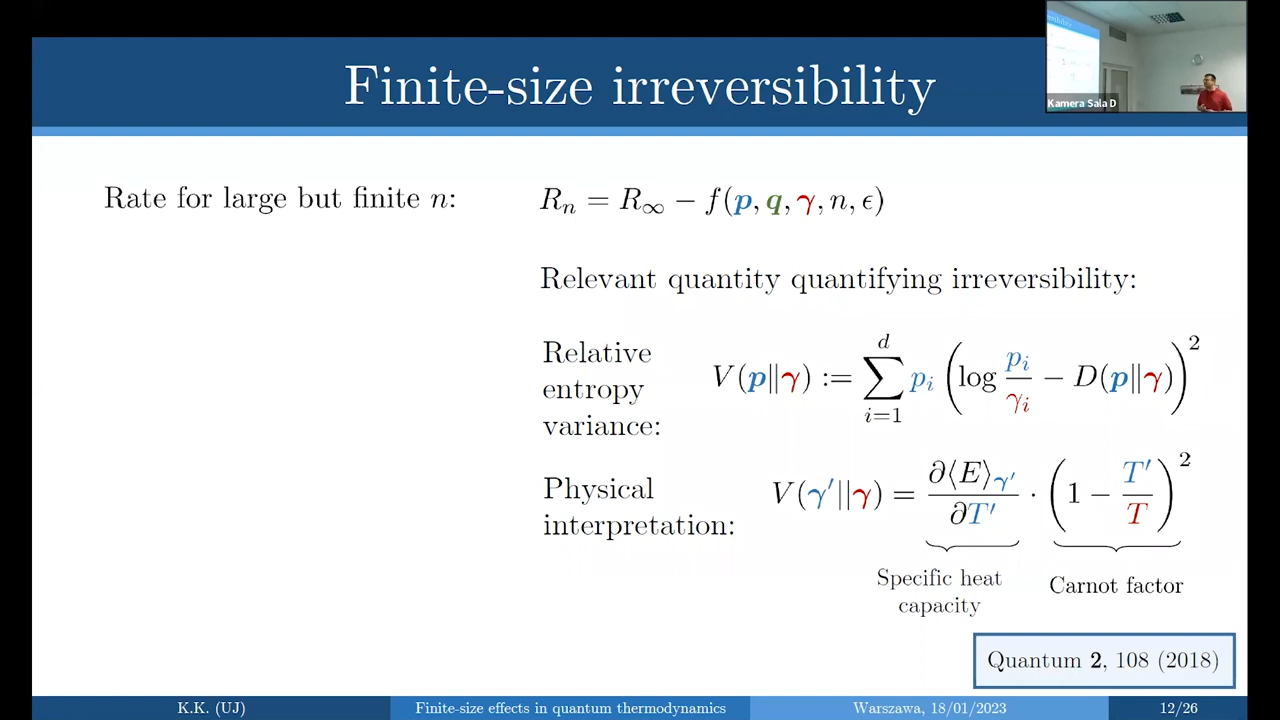 Finite-size irreversibility
Kamera Sala D
Rate for large but finite n: R_n = R_∞ − f(p, q, γ, n, ϵ)
Relevant quantity quantifying irreversibility:
Relative
entropy
variance:
V(p‖γ) := ∑_{i=1}^{d} p_i (log p_i/γ_i − D(p‖γ))^2
Physical
interpretation:
V(γ′||γ) = ∂⟨E⟩_{γ′}/∂T′ · (1 − T′/T)^2
Specific heat
capacity
Carnot factor
Quantum 2, 108 (2018)
K.K. (UJ) Finite-size effects in quantum thermodynamics Warszawa, 18/01/2023 12/26